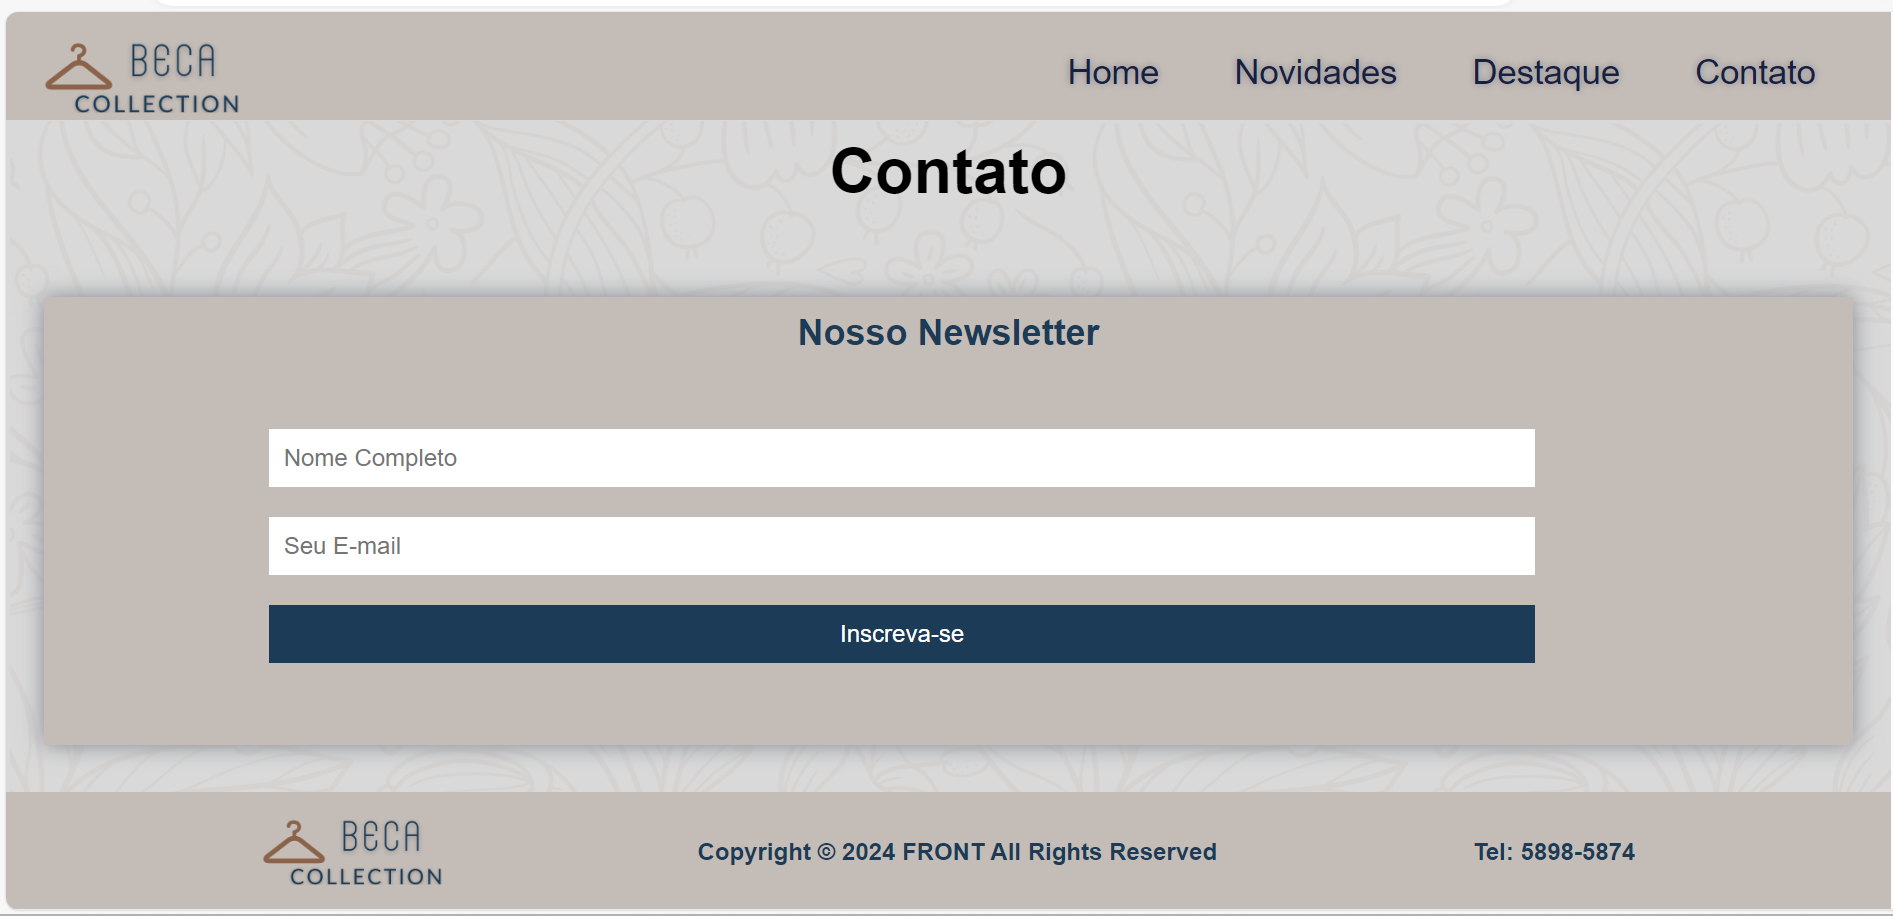 BECA
COLLECTION
Home Novidades Destaque Contato
Contato
Nosso Newsletter
Nome Completo
Seu E-mail
Inscreva-se
BECA
COLLECTION
Copyright © 2024 FRONT All Rights Reserved
Tel: 5898-5874